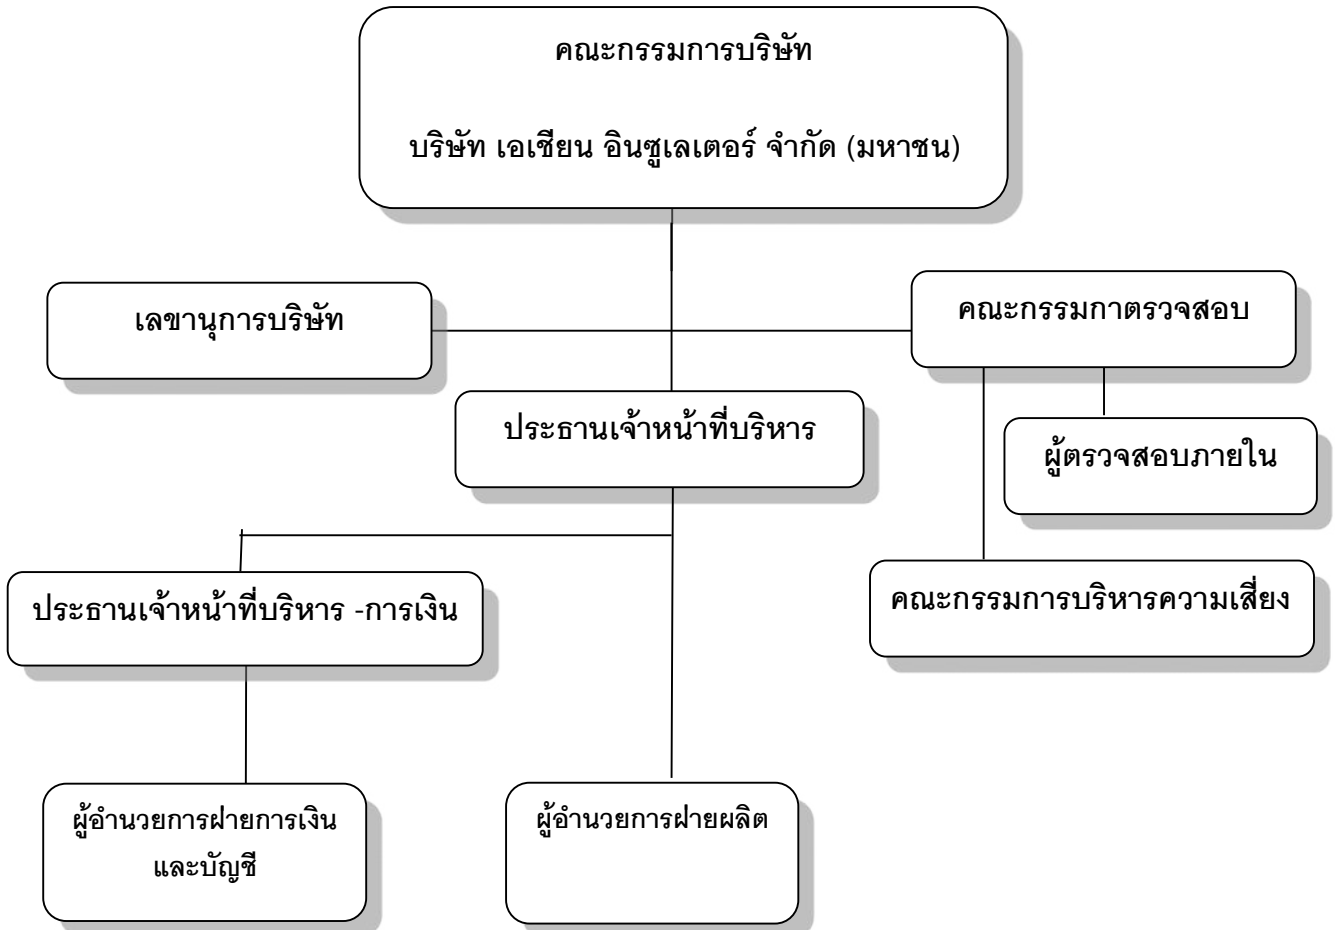 คณะกรรมการบริษัท
บริษัท เอเชียน อินซูเลเตอร์ จำกัด (มหาชน)
เลขานุการบริษัท
คณะกรรมกาตรวจสอบ
ประธานเจ้าหน้าที่บริหาร
ผู้ตรวจสอบภายใน
ประธานเจ้าหน้าที่บริหาร -การเงิน
คณะกรรมการบริหารความเสี่ยง
ผู้อำนวยการฝ่ายการเงิน
และบัญชี
ผู้อำนวยการฝ่ายผลิต